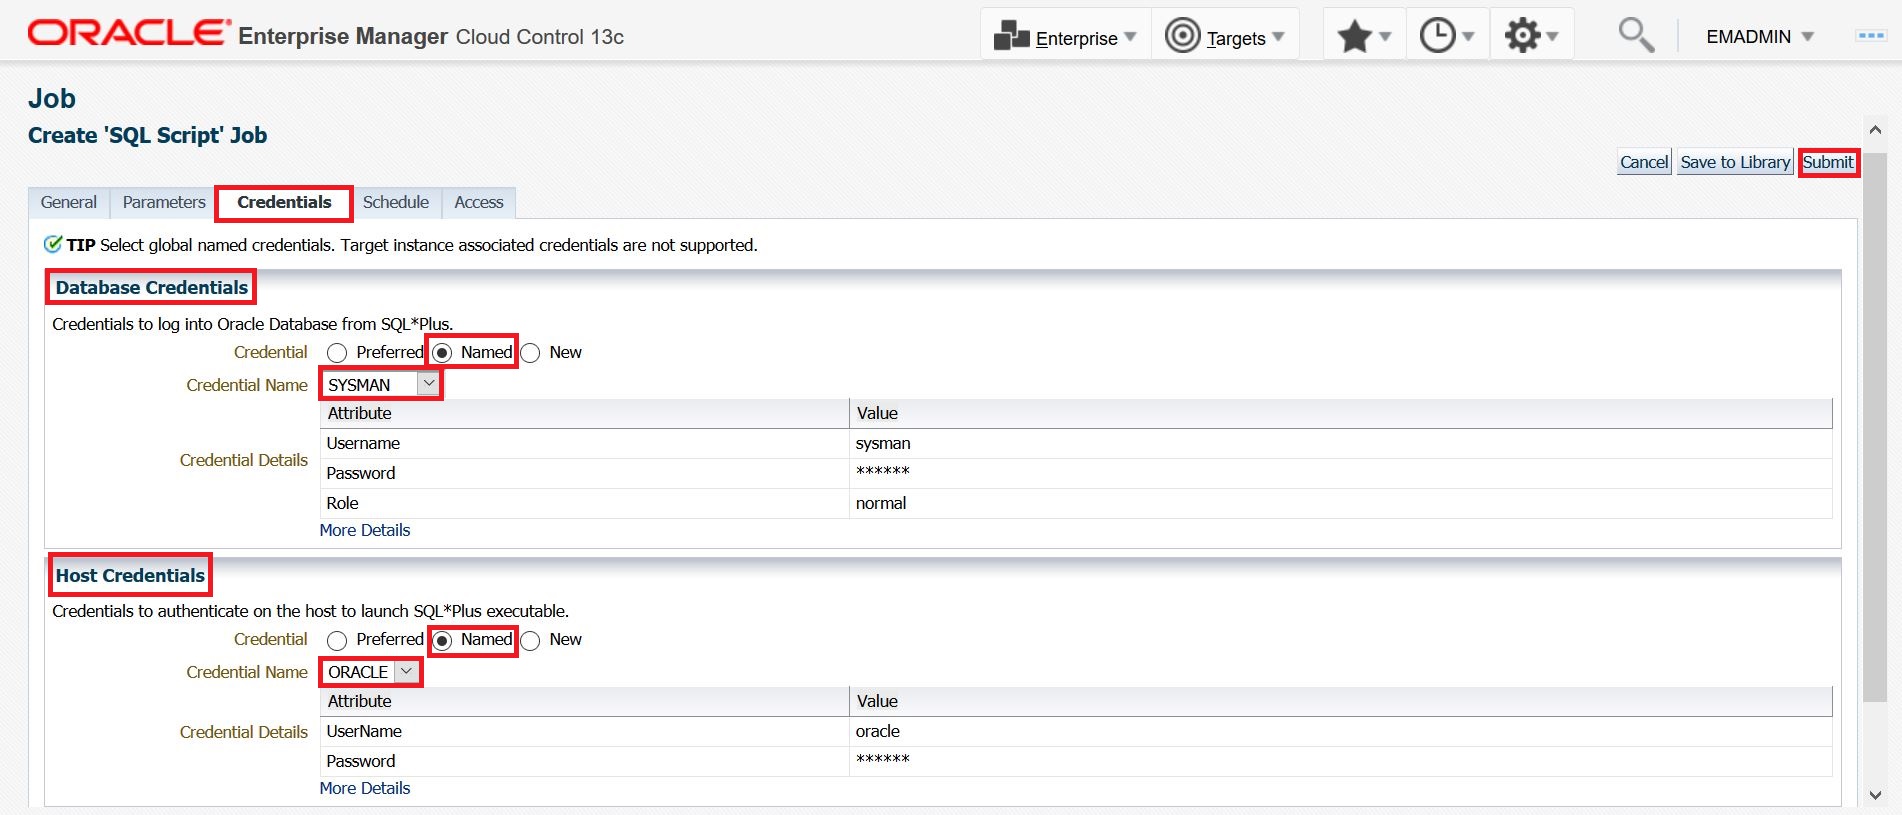 ORACLE Enterprise Manager Cloud Control 13c Enterprise Targets EMADMIN
Job
Create 'SQL Script' Job
Cancel Save to Library Submit
General Parameters Credentials Schedule Access
TIP Select global named credentials. Target instance associated credentials are not supported.
Database Credentials
Credentials to log into Oracle Database from SQL*Plus.
Credential Preferred Named New
Credential Name SYSMAN
Attribute Value
Username sysman
Credential Details
Password ******
Role normal
More Details
Host Credentials
Credentials to authenticate on the host to launch SQL*Plus executable.
Credential Preferred Named New
Credential Name ORACLE
Attribute Value
Credential Details
UserName oracle
Password ******
More Details